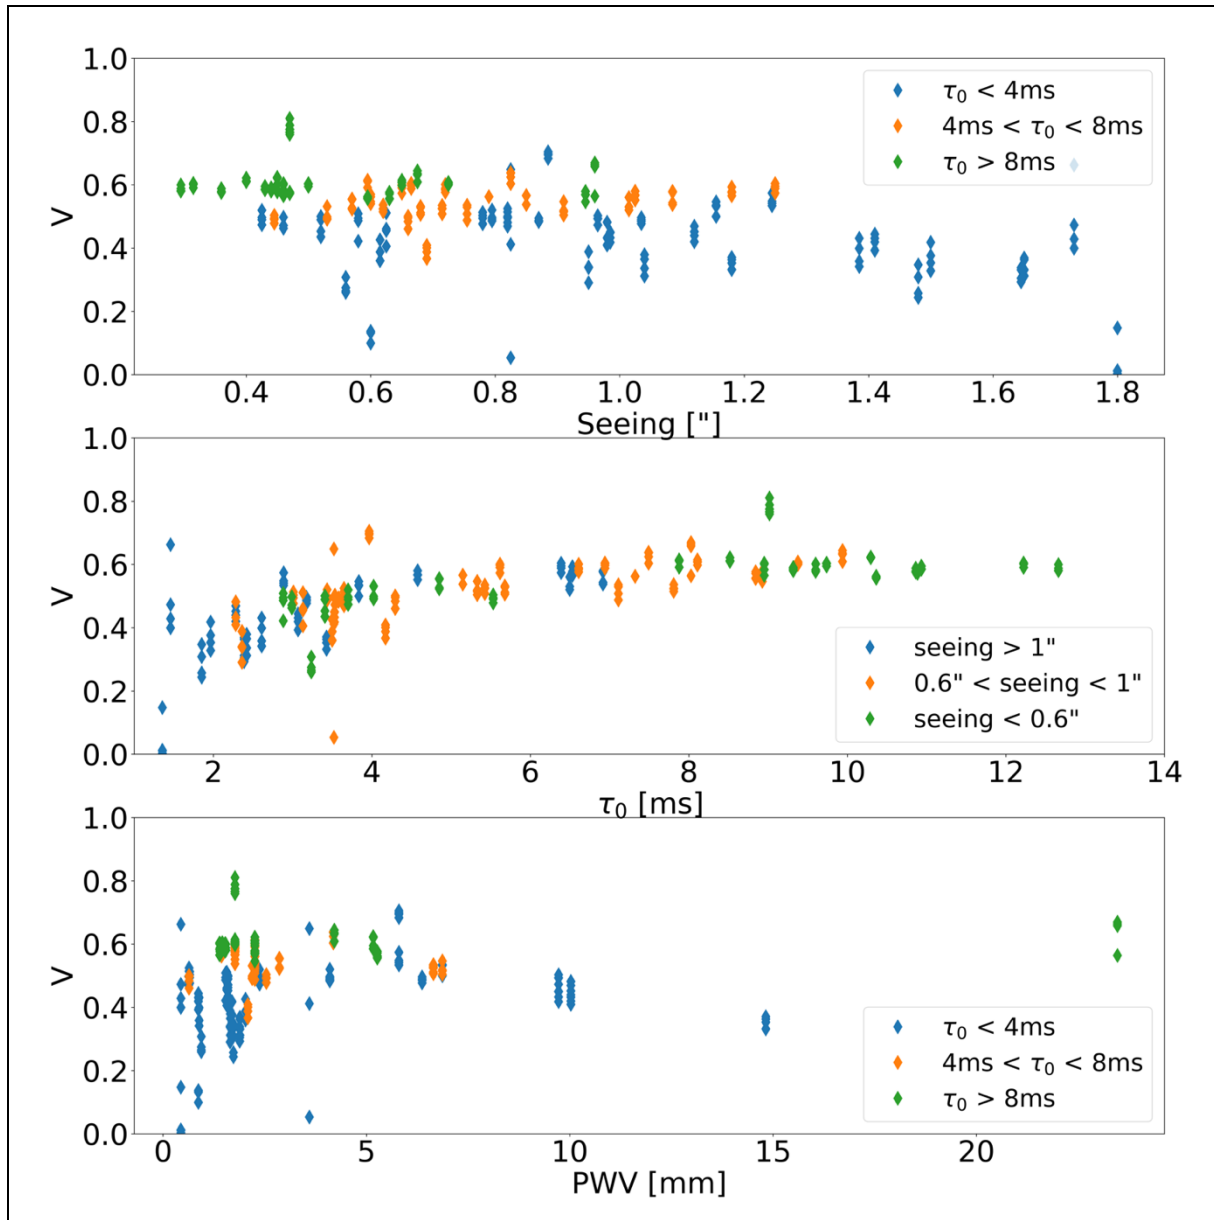 1.0
0.8
0.6
0.4
0.2
0.0
V
τ₀ < 4ms
4ms < τ₀ < 8ms
τ₀ > 8ms
0.4 0.6 0.8 1.0 1.2 1.4 1.6 1.8
Seeing ["]
1.0
0.8
0.6
0.4
0.2
0.0
V
seeing > 1"
0.6" < seeing < 1"
seeing < 0.6"
2 4 6 8 10 12 14
τ₀ [ms]
1.0
0.8
0.6
0.4
0.2
0.0
V
τ₀ < 4ms
4ms < τ₀ < 8ms
τ₀ > 8ms
0 5 10 15 20
PWV [mm]